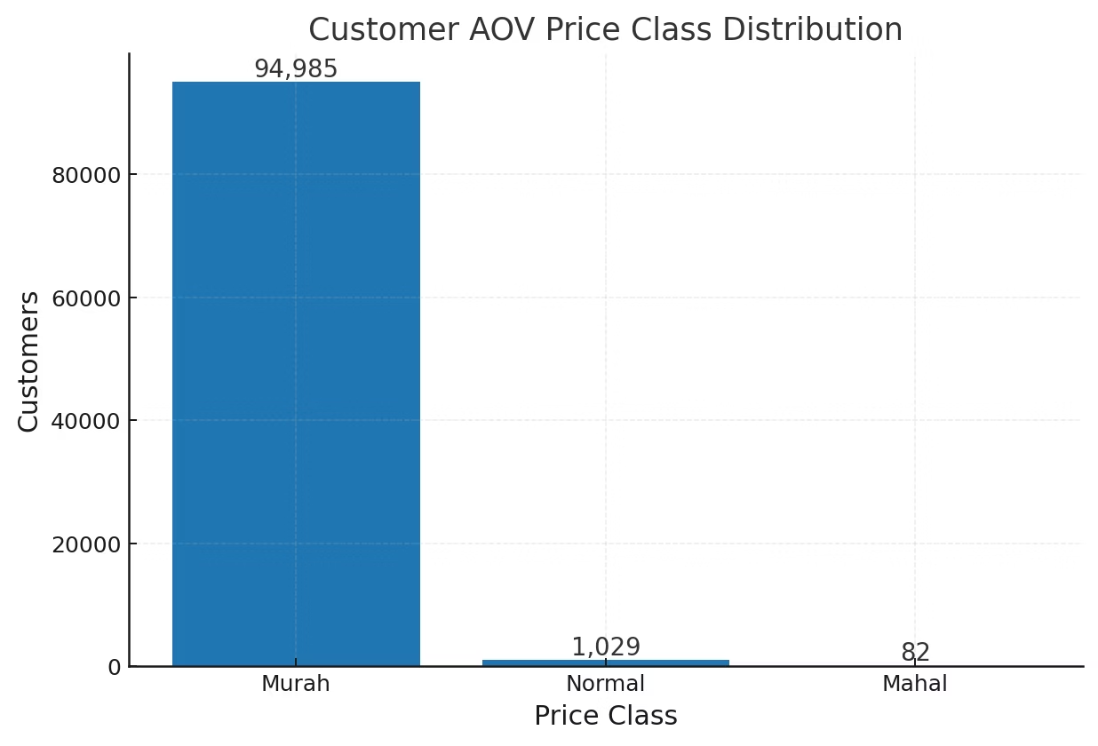 Customer AOV Price Class Distribution
94,985
80000
60000
40000
20000
0
Customers
1,029
82
Murah
Normal
Mahal
Price Class